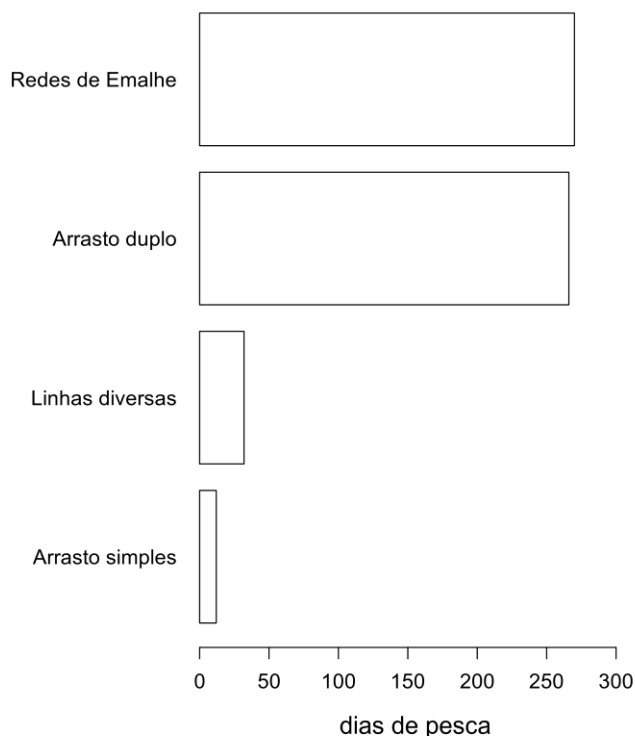 Redes de Emalhe
Arrasto duplo
Linhas diversas
Arrasto simples
0 50 100 150 200 250 300
dias de pesca